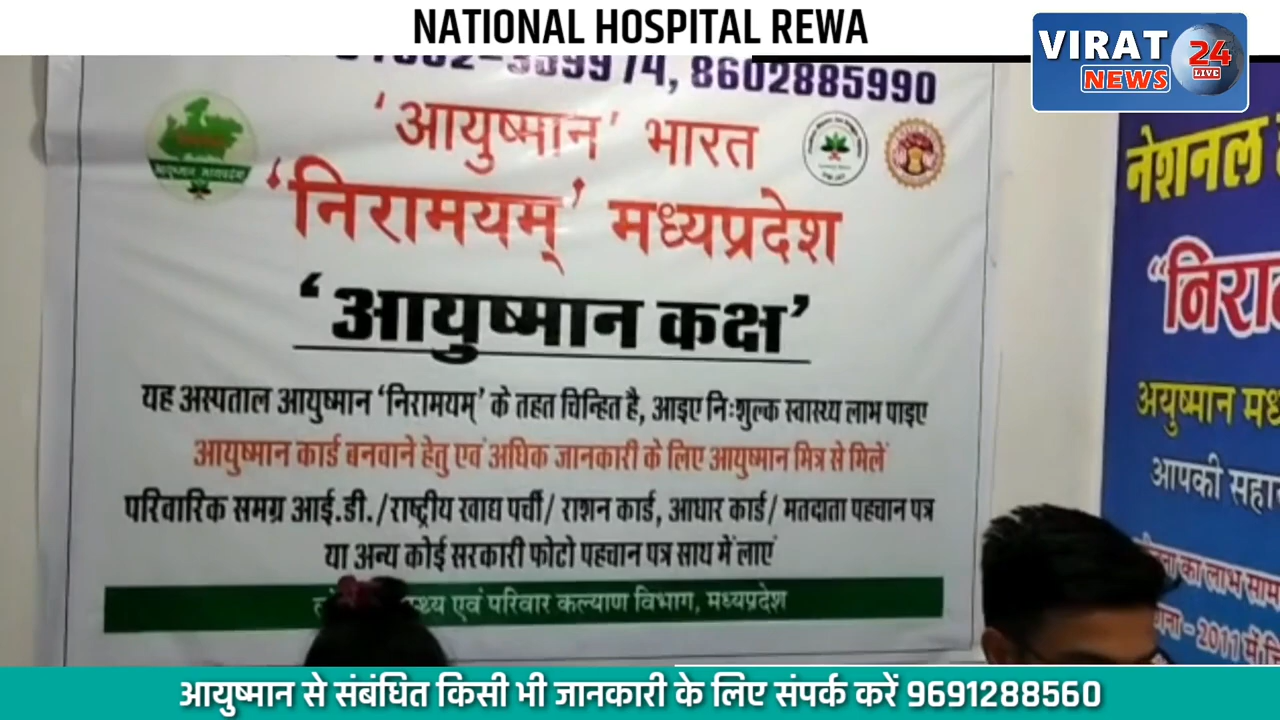 NATIONAL HOSPITAL REWA
VIRAT
24
NEWS
LIVE
8602885990
'आयुष्मान' भारत
'निरामयम्' मध्यप्रदेश
'आयुष्मान कक्ष'
यह अस्पताल आयुष्मान 'निरामयम्' के तहत चिन्हित है, आइए निःशुल्क स्वास्थ्य लाभ पाइए
आयुष्मान कार्ड बनवाने हेतु एवं अधिक जानकारी के लिए आयुष्मान मित्र से मिलें
परिवारिक समग्र आई.डी./राष्ट्रीय खाद्य पर्ची/ राशन कार्ड, आधार कार्ड/ मतदाता पहचान पत्र
या अन्य कोई सरकारी फोटो पहचान पत्र साथ में लाएं
एवं परिवार कल्याण विभाग, मध्यप्रदेश
नेशनल
"निरा
अयुष्मान मध
आपकी सहा
का लाभ
- 2011 में
आयुष्मान से संबंधित किसी भी जानकारी के लिए संपर्क करें 9691288560